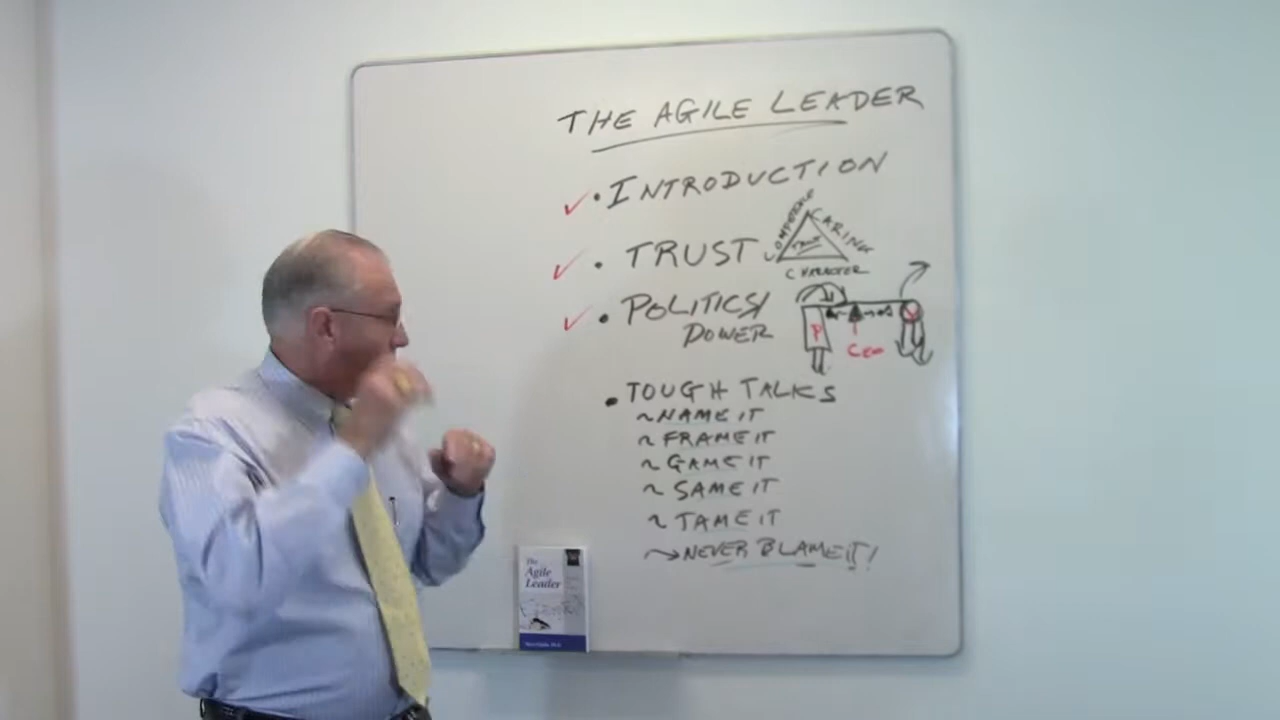 THE AGILE LEADER
✓ • INTRODUCTION
✓ • TRUST
COMPETENCE
CARING
TRUST
CHARACTER
✓ • POLITICS/
POWER
P
• TOUGH TALKS
~ NAME IT
~ FRAME IT
~ GAME IT
~ SAME IT
~ TAME IT
~> NEVER BLAME IT!
The
Agile
Leader